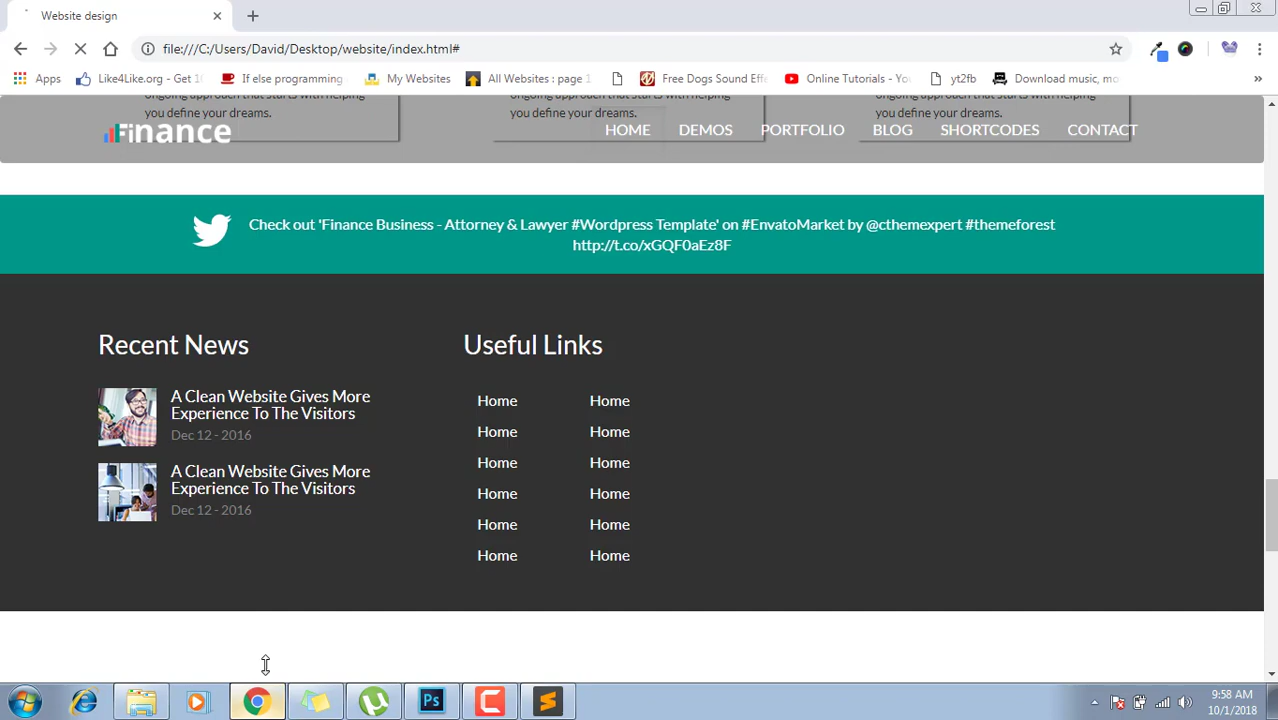 Website design
file:///C:/Users/David/Desktop/website/index.html#
Apps
Like4Like.org - Get 10
If else programming
My Websites
All Websites : page 1
Free Dogs Sound Effe
Online Tutorials - Yo
yt2fb
Download music, mo
»
ongoing approach that starts with helping
ongoing approach that starts with helping
ongoing approach that starts with helping
you define your dreams.
you define your dreams.
you define your dreams.
Finance
HOME
DEMOS
PORTFOLIO
BLOG
SHORTCODES
CONTACT
Check out 'Finance Business - Attorney & Lawyer #Wordpress Template' on #EnvatoMarket by @cthemexpert #themeforest
http://t.co/xGQF0aEz8F
Recent News
Useful Links
A Clean Website Gives More
Experience To The Visitors
Dec 12 - 2016
A Clean Website Gives More
Experience To The Visitors
Dec 12 - 2016
Home
Home
Home
Home
Home
Home
Home
Home
Home
Home
Home
Home
Ps
9:58 AM
10/1/2018